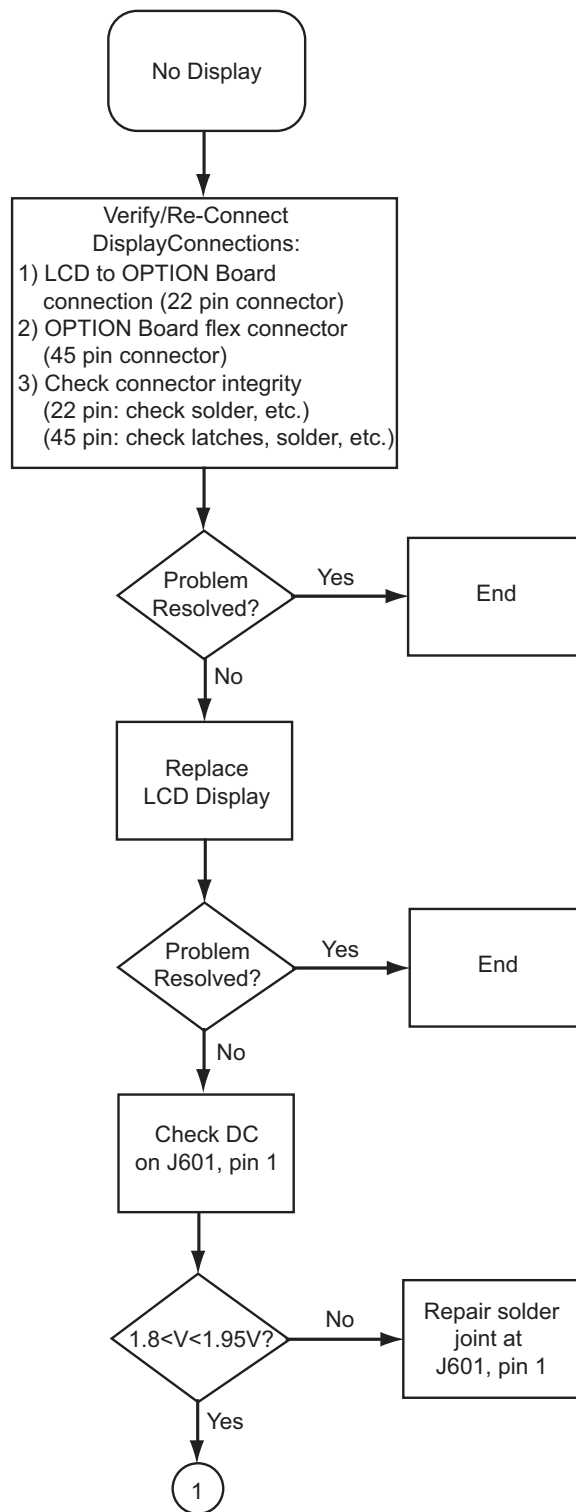 No Display
Verify/Re-Connect
DisplayConnections:
1) LCD to OPTION Board
connection (22 pin connector)
2) OPTION Board flex connector
(45 pin connector)
3) Check connector integrity
(22 pin: check solder, etc.)
(45 pin: check latches, solder, etc.)
Problem
Resolved?
Yes
End
No
Replace
LCD Display
Problem
Resolved?
Yes
End
No
Check DC
on J601, pin 1
1.8<V<1.95V?
No
Repair solder
joint at
J601, pin 1
Yes
1